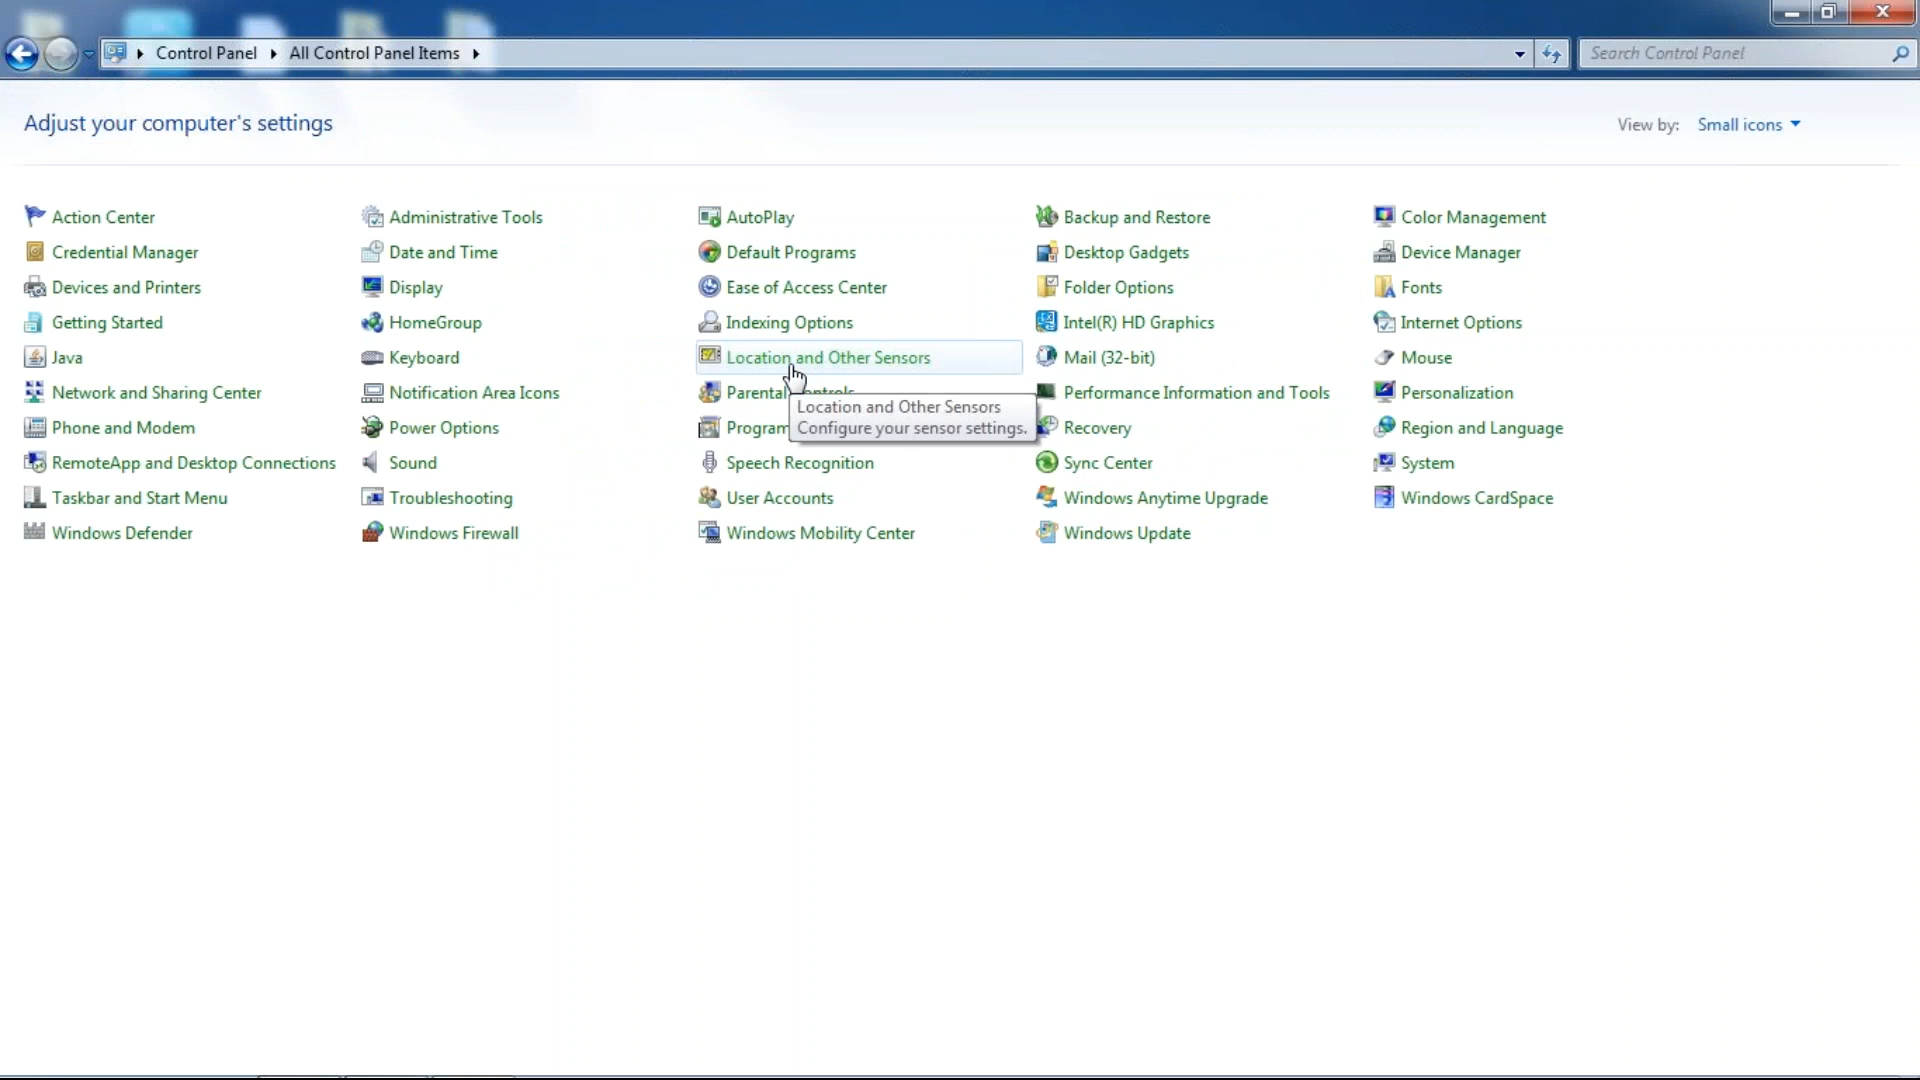 Control Panel All Control Panel Items
Search Control Panel
Adjust your computer's settings
View by: Small icons
Action Center
Administrative Tools
AutoPlay
Backup and Restore
Color Management
Credential Manager
Date and Time
Default Programs
Desktop Gadgets
Device Manager
Devices and Printers
Display
Ease of Access Center
Folder Options
Fonts
Getting Started
HomeGroup
Indexing Options
Intel(R) HD Graphics
Internet Options
Java
Keyboard
Location and Other Sensors
Mail (32-bit)
Mouse
Network and Sharing Center
Notification Area Icons
Parental Controls
Performance Information and Tools
Personalization
Location and Other Sensors
Configure your sensor settings.
Phone and Modem
Power Options
Program
Recovery
Region and Language
RemoteApp and Desktop Connections
Sound
Speech Recognition
Sync Center
System
Taskbar and Start Menu
Troubleshooting
User Accounts
Windows Anytime Upgrade
Windows CardSpace
Windows Defender
Windows Firewall
Windows Mobility Center
Windows Update